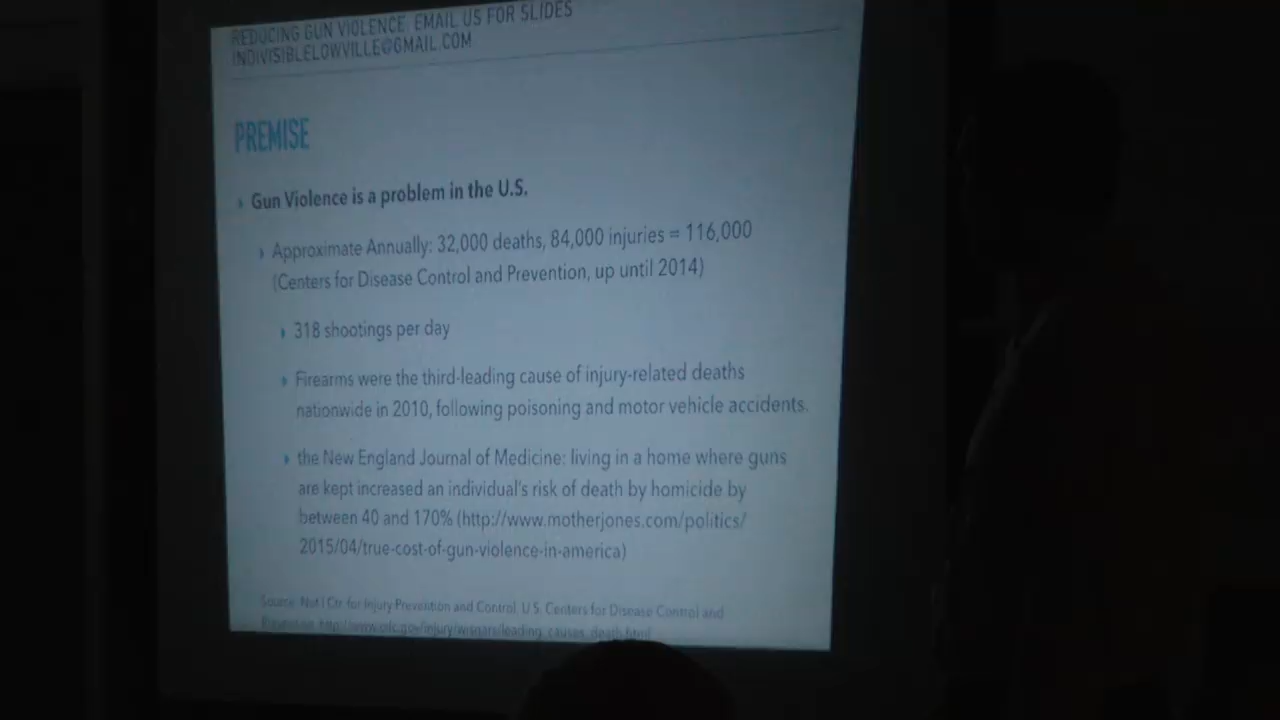 REDUCING GUN VIOLENCE, EMAIL US FOR SLIDES
INDIVISIBLELOWVILLE@GMAIL.COM
PREMISE
Gun Violence is a problem in the U.S.
Approximate Annually: 32,000 deaths, 84,000 injuries = 116,000
(Centers for Disease Control and Prevention, up until 2014)
318 shootings per day
Firearms were the third-leading cause of injury-related deaths
nationwide in 2010, following poisoning and motor vehicle accidents.
the New England Journal of Medicine: living in a home where guns
are kept increased an individual's risk of death by homicide by
between 40 and 170% (http://www.motherjones.com/politics/
2015/04/true-cost-of-gun-violence-in-america)
Source: Nat'l Ctr. for Injury Prevention and Control, U.S. Centers for Disease Control and
Prevention,